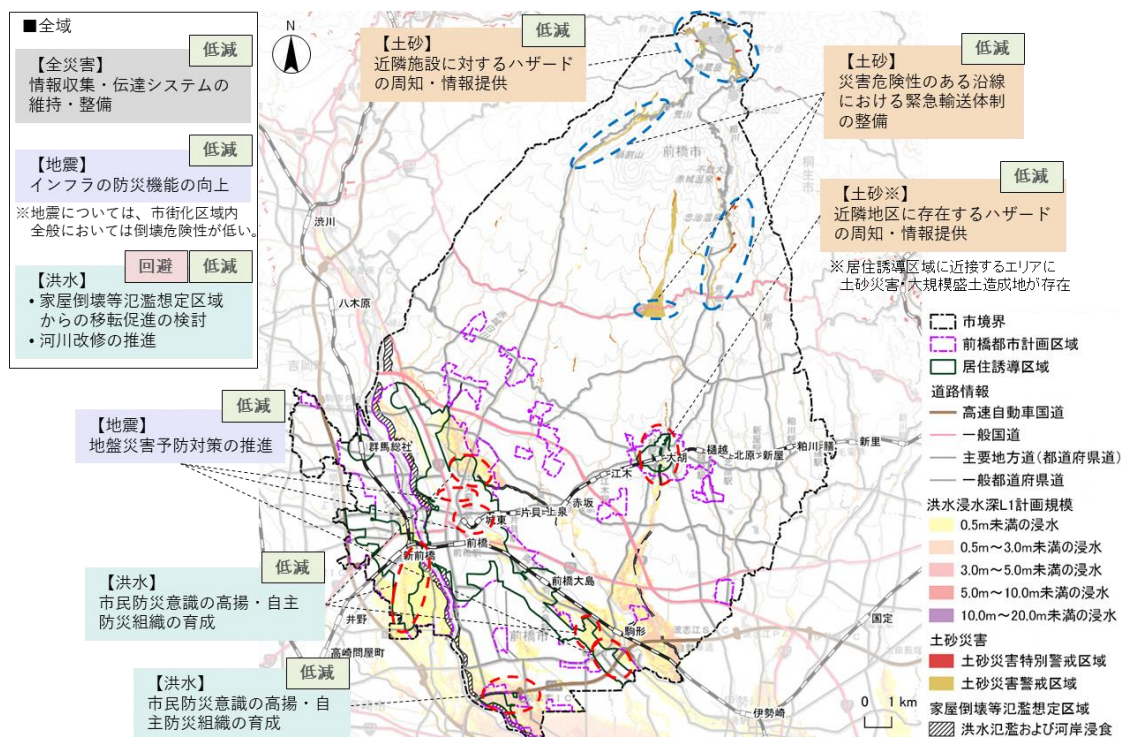 ■全域
低減
【全災害】
情報収集・伝達システムの
維持・整備
低減
【地震】
インフラの防災機能の向上
※地震については、市街化区域内
全般においては倒壊危険性が低い。
回避
低減
【洪水】
• 家屋倒壊等氾濫想定区域
からの移転促進の検討
• 河川改修の推進
N
低減
【土砂】
近隣施設に対するハザード
の周知・情報提供
低減
【土砂】
災害危険性のある沿線
における緊急輸送体制
の整備
低減
【土砂※】
近隣地区に存在するハザード
の周知・情報提供
※居住誘導区域に近接するエリアに
土砂災害・大規模盛土造成地が存在
低減
【地震】
地盤災害予防対策の推進
低減
【洪水】
市民防災意識の高揚・自主
防災組織の育成
低減
【洪水】
市民防災意識の高揚・自
主防災組織の育成
荒山
前橋市
桐生市
渋川
八木原
吉岡
群馬総社
大胡
樋越
北原
新屋
粕川
膳
新里
江木
赤坂
上泉
片貝
城東
前橋
新前橋
前橋大島
井野
前橋市
駒形
高崎問屋町
国定
伊勢崎
市境界
前橋都市計画区域
居住誘導区域
道路情報
高速自動車国道
一般国道
主要地方道(都道府県道)
一般都道府県道
洪水浸水深L1計画規模
0.5m未満の浸水
0.5m～3.0m未満の浸水
3.0m～5.0m未満の浸水
5.0m～10.0m未満の浸水
10.0m～20.0m未満の浸水
土砂災害
土砂災害特別警戒区域
土砂災害警戒区域
家屋倒壊等氾濫想定区域
洪水氾濫および河岸浸食
0 1 km